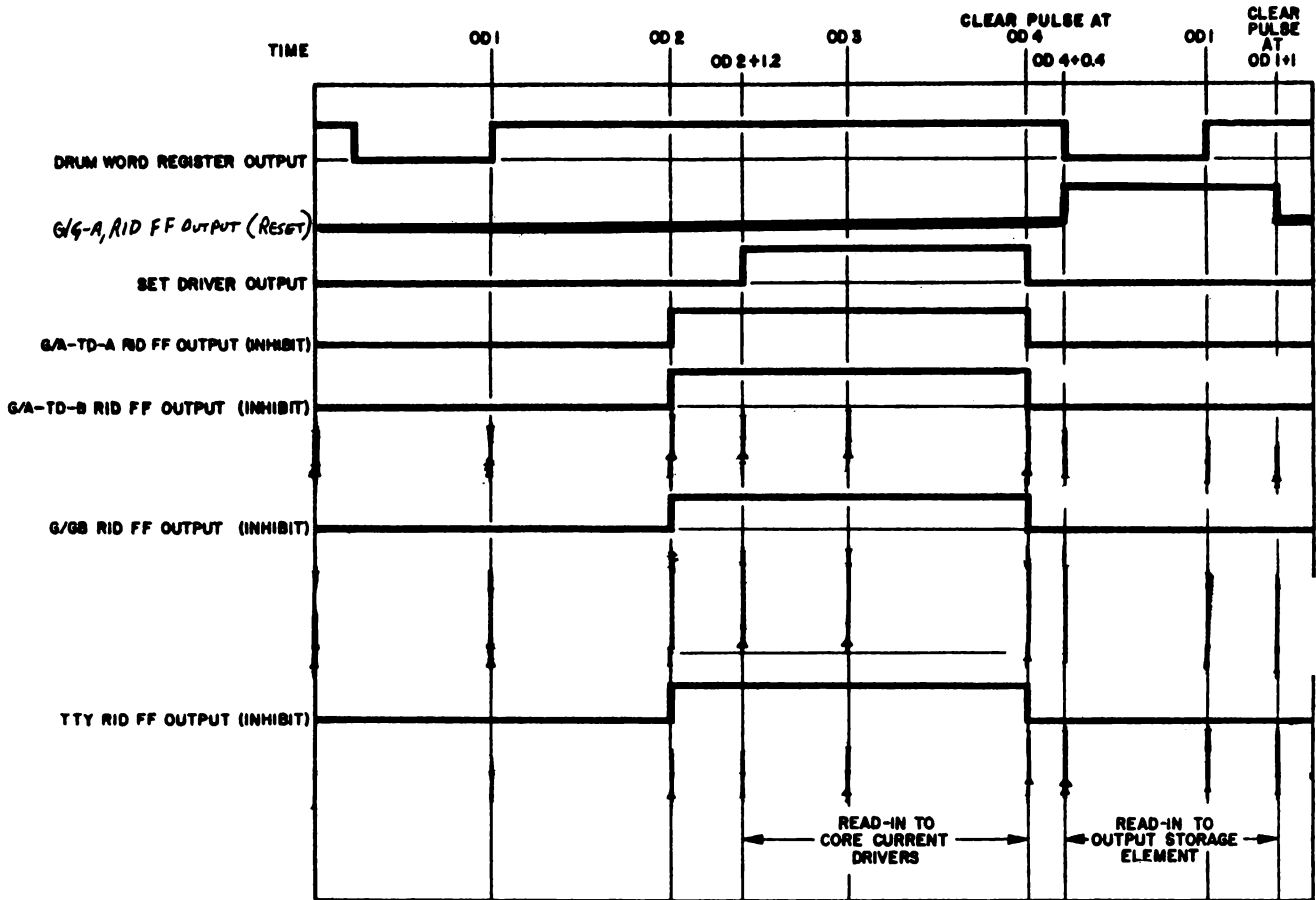 TIME
OD 1
OD 2
OD 2+1.2
OD 3
CLEAR PULSE AT
OD 4
OD 4+0.4
OD 1
CLEAR
PULSE
AT
OD 1+1
DRUM WORD REGISTER OUTPUT
G/G-A, RID FF OUTPUT (RESET)
SET DRIVER OUTPUT
G/A-TD-A RID FF OUTPUT (INHIBIT)
G/A-TD-B RID FF OUTPUT (INHIBIT)
G/GB RID FF OUTPUT (INHIBIT)
TTY RID FF OUTPUT (INHIBIT)
READ-IN TO
CORE CURRENT
DRIVERS
READ-IN TO
OUTPUT STORAGE
ELEMENT